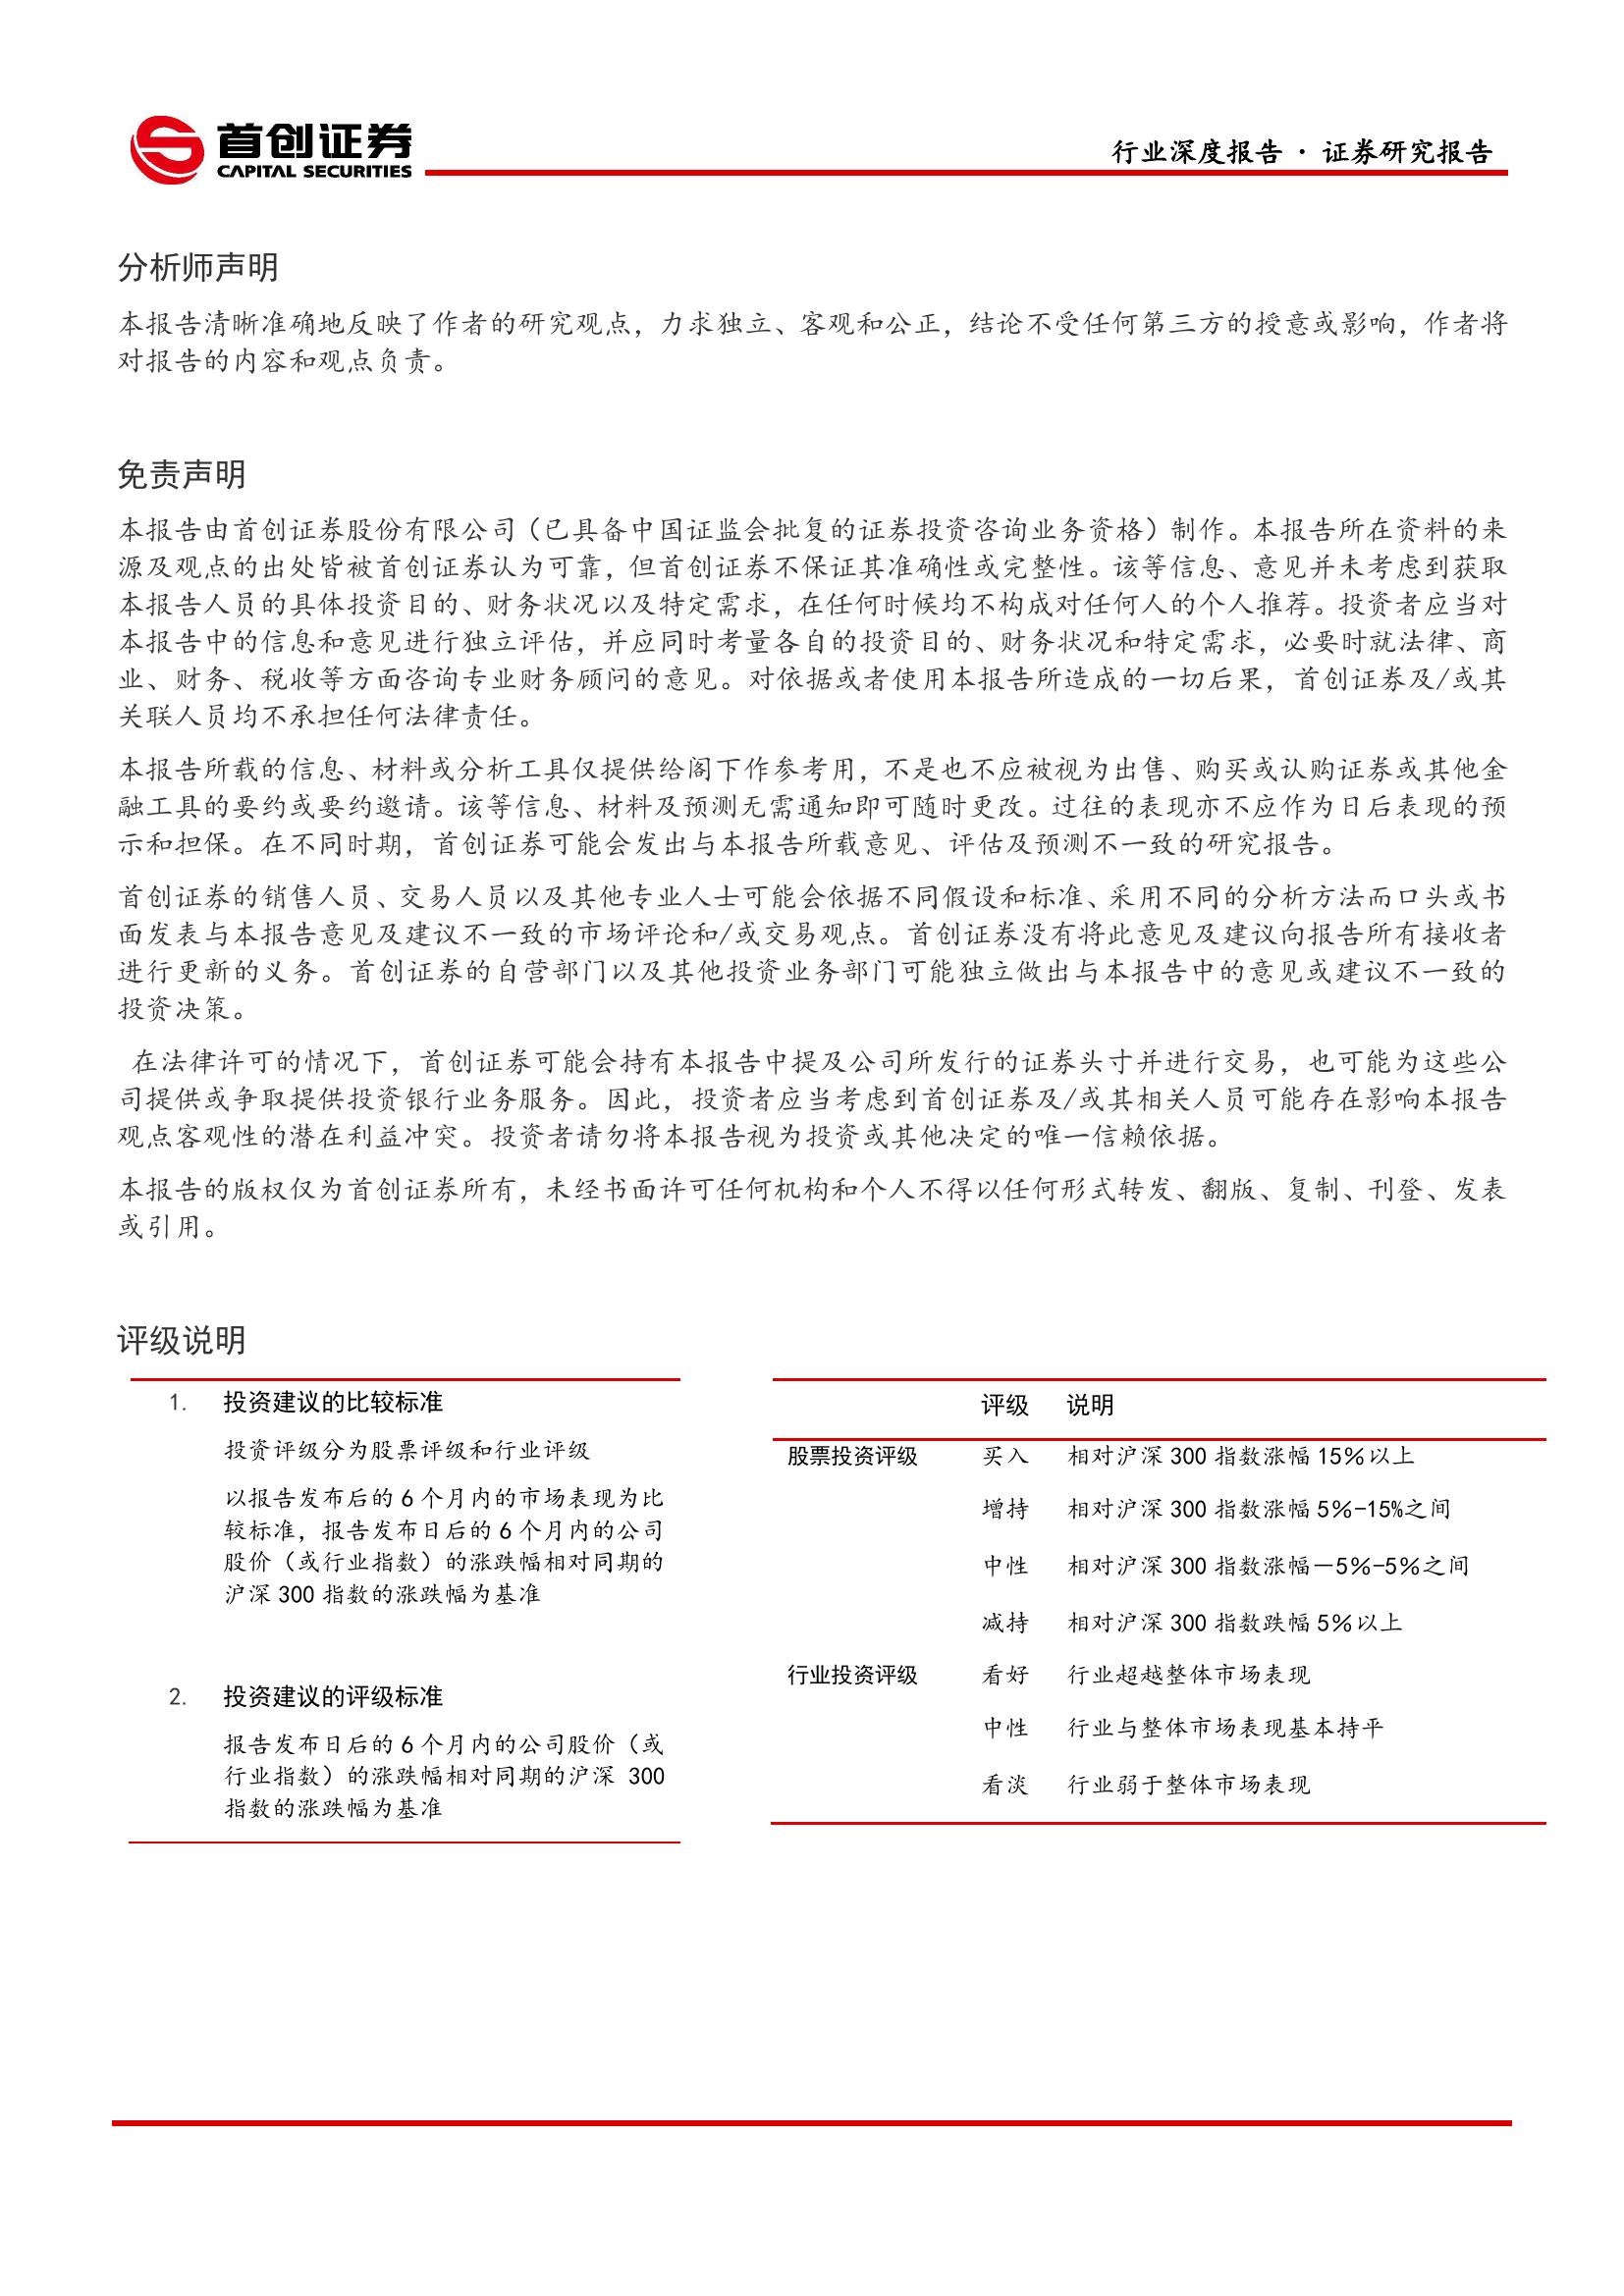 首创证券
CAPITAL SECURITIES
行业深度报告 · 证券研究报告
分析师声明
本报告清晰准确地反映了作者的研究观点，力求独立、客观和公正，结论不受任何第三方的授意或影响，作者将
对报告的内容和观点负责。
免责声明
本报告由首创证券股份有限公司（已具备中国证监会批复的证券投资咨询业务资格）制作。本报告所在资料的来
源及观点的出处皆被首创证券认为可靠，但首创证券不保证其准确性或完整性。该等信息、意见并未考虑到获取
本报告人员的具体投资目的、财务状况以及特定需求，在任何时候均不构成对任何人的个人推荐。投资者应当对
本报告中的信息和意见进行独立评估，并应同时考量各自的投资目的、财务状况和特定需求，必要时就法律、商
业、财务、税收等方面咨询专业财务顾问的意见。对依据或者使用本报告所造成的一切后果，首创证券及/或其
关联人员均不承担任何法律责任。
本报告所载的信息、材料或分析工具仅提供给阁下作参考用，不是也不应被视为出售、购买或认购证券或其他金
融工具的要约或要约邀请。该等信息、材料及预测无需通知即可随时更改。过往的表现亦不应作为日后表现的预
示和担保。在不同时期，首创证券可能会发出与本报告所载意见、评估及预测不一致的研究报告。
首创证券的销售人员、交易人员以及其他专业人士可能会依据不同假设和标准、采用不同的分析方法而口头或书
面发表与本报告意见及建议不一致的市场评论和/或交易观点。首创证券没有将此意见及建议向报告所有接收者
进行更新的义务。首创证券的自营部门以及其他投资业务部门可能独立做出与本报告中的意见或建议不一致的
投资决策。
在法律许可的情况下，首创证券可能会持有本报告中提及公司所发行的证券头寸并进行交易，也可能为这些公
司提供或争取提供投资银行业务服务。因此，投资者应当考虑到首创证券及/或其相关人员可能存在影响本报告
观点客观性的潜在利益冲突。投资者请勿将本报告视为投资或其他决定的唯一信赖依据。
本报告的版权仅为首创证券所有，未经书面许可任何机构和个人不得以任何形式转发、翻版、复制、刊登、发表
或引用。
评级说明
1. 投资建议的比较标准
投资评级分为股票评级和行业评级
以报告发布后的 6 个月内的市场表现为比
较标准，报告发布日后的 6 个月内的公司
股价（或行业指数）的涨跌幅相对同期的
沪深 300 指数的涨跌幅为基准
2. 投资建议的评级标准
报告发布日后的 6 个月内的公司股价（或
行业指数）的涨跌幅相对同期的沪深 300
指数的涨跌幅为基准
评级 说明
股票投资评级 买入 相对沪深 300 指数涨幅 15％以上
增持 相对沪深 300 指数涨幅 5％-15％之间
中性 相对沪深 300 指数涨幅－5％-5％之间
减持 相对沪深 300 指数跌幅 5％以上
行业投资评级 看好 行业超越整体市场表现
中性 行业与整体市场表现基本持平
看淡 行业弱于整体市场表现